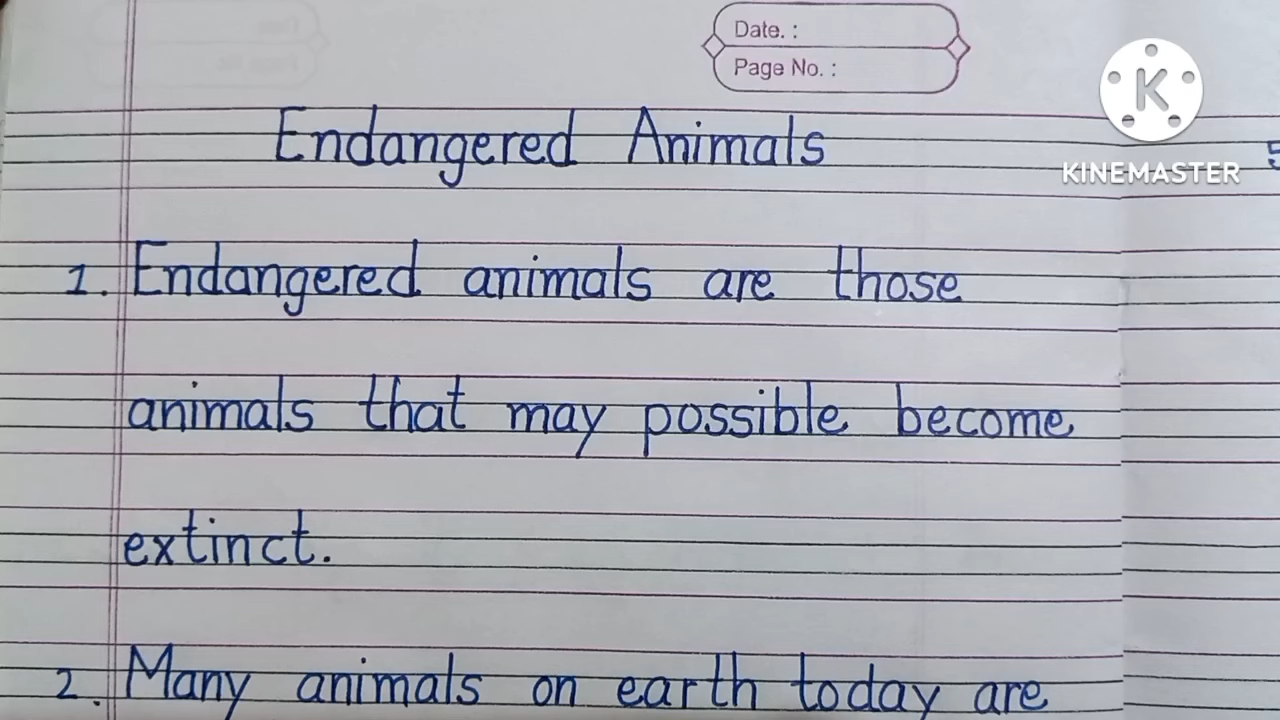 Date. :
Page No. :
K
KINEMASTER
Endangered Animals
5
1. Endangered animals are those
animals that may possible become
extinct.
2. Many animals on earth today are